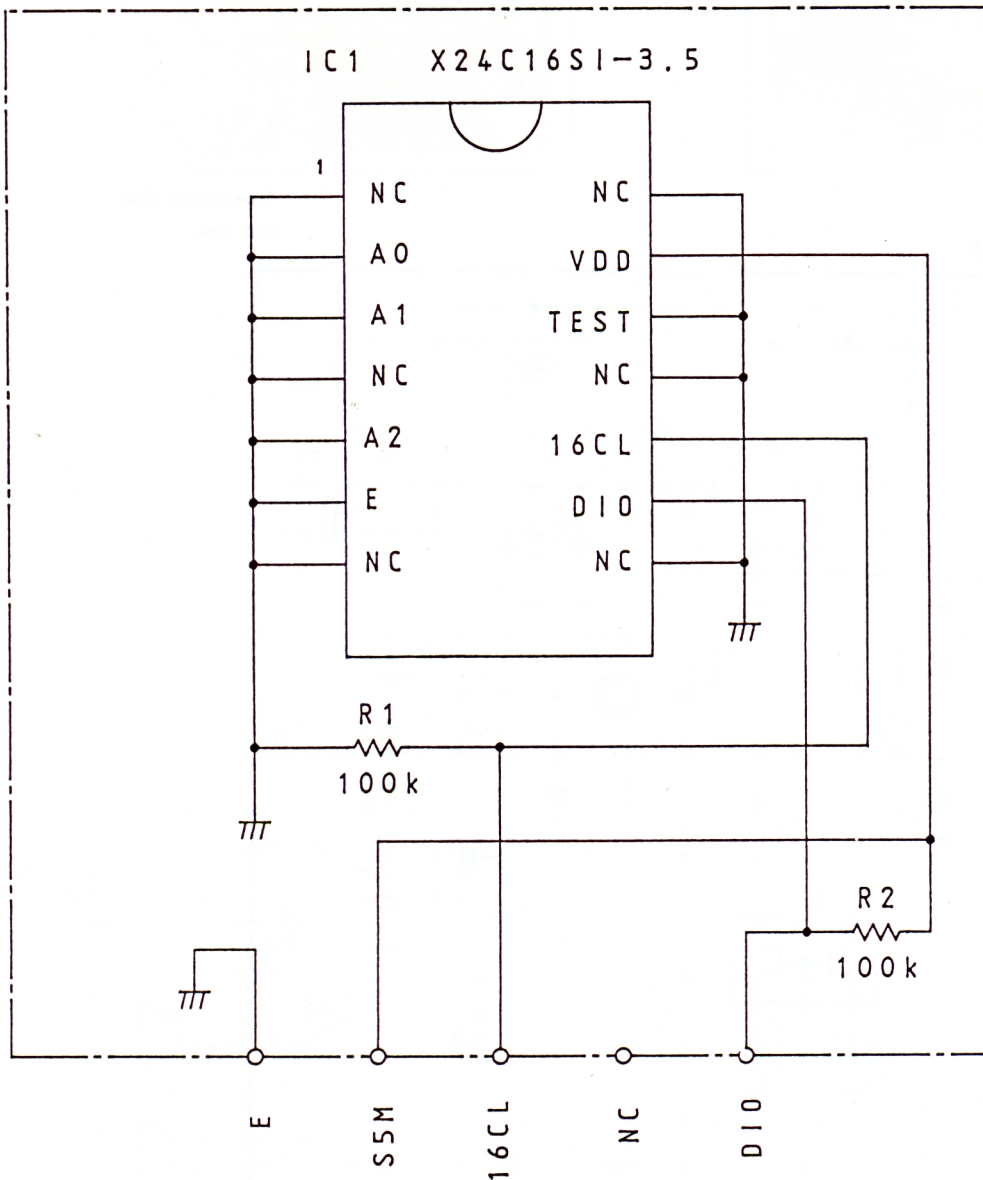 IC1 X24C16SI-3.5
1
NC NC
A0 VDD
A1 TEST
NC NC
A2 16CL
E DIO
NC NC
R1
100k
R2
100k
E
S5M
16CL
NC
DIO